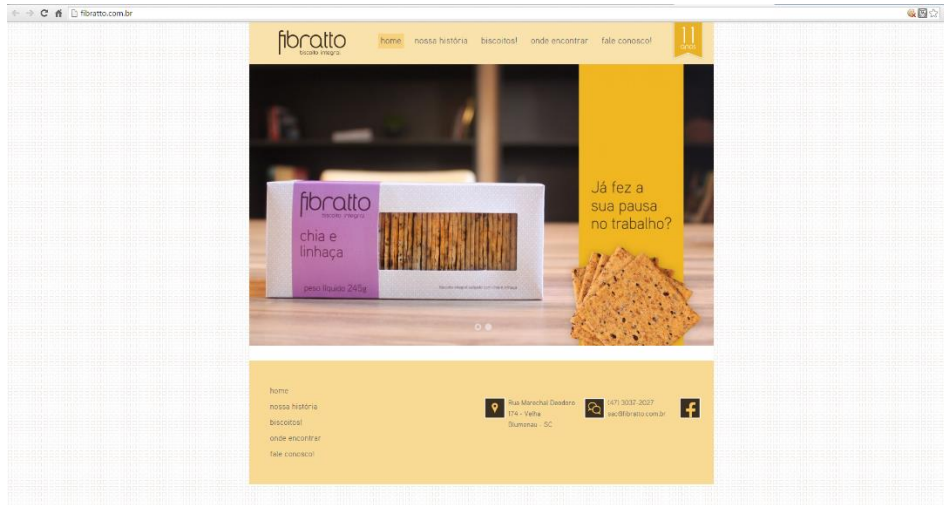 fibratto.com.br
fibratto
biscoito integral
home nossa história biscoitos! onde encontrar fale conosco!
11
anos
fibratto
biscoito integral
chia e
linhaça
peso líquido 245g
Já fez a
sua pausa
no trabalho?
home
nossa história
biscoitos!
onde encontrar
fale conosco!
Rua Marechal Deodoro
174 - Velha
Blumenau - SC
(47) 3037-2027
sac@fibratto.com.br